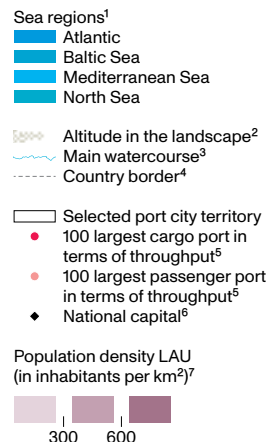 Sea regions¹
Atlantic
Baltic Sea
Mediterranean Sea
North Sea
Altitude in the landscape²
Main watercourse³
Country border⁴
Selected port city territory
100 largest cargo port in
terms of throughput⁵
100 largest passenger port
in terms of throughput⁵
National capital⁶
Population density LAU
(in inhabitants per km²)⁷
300 600